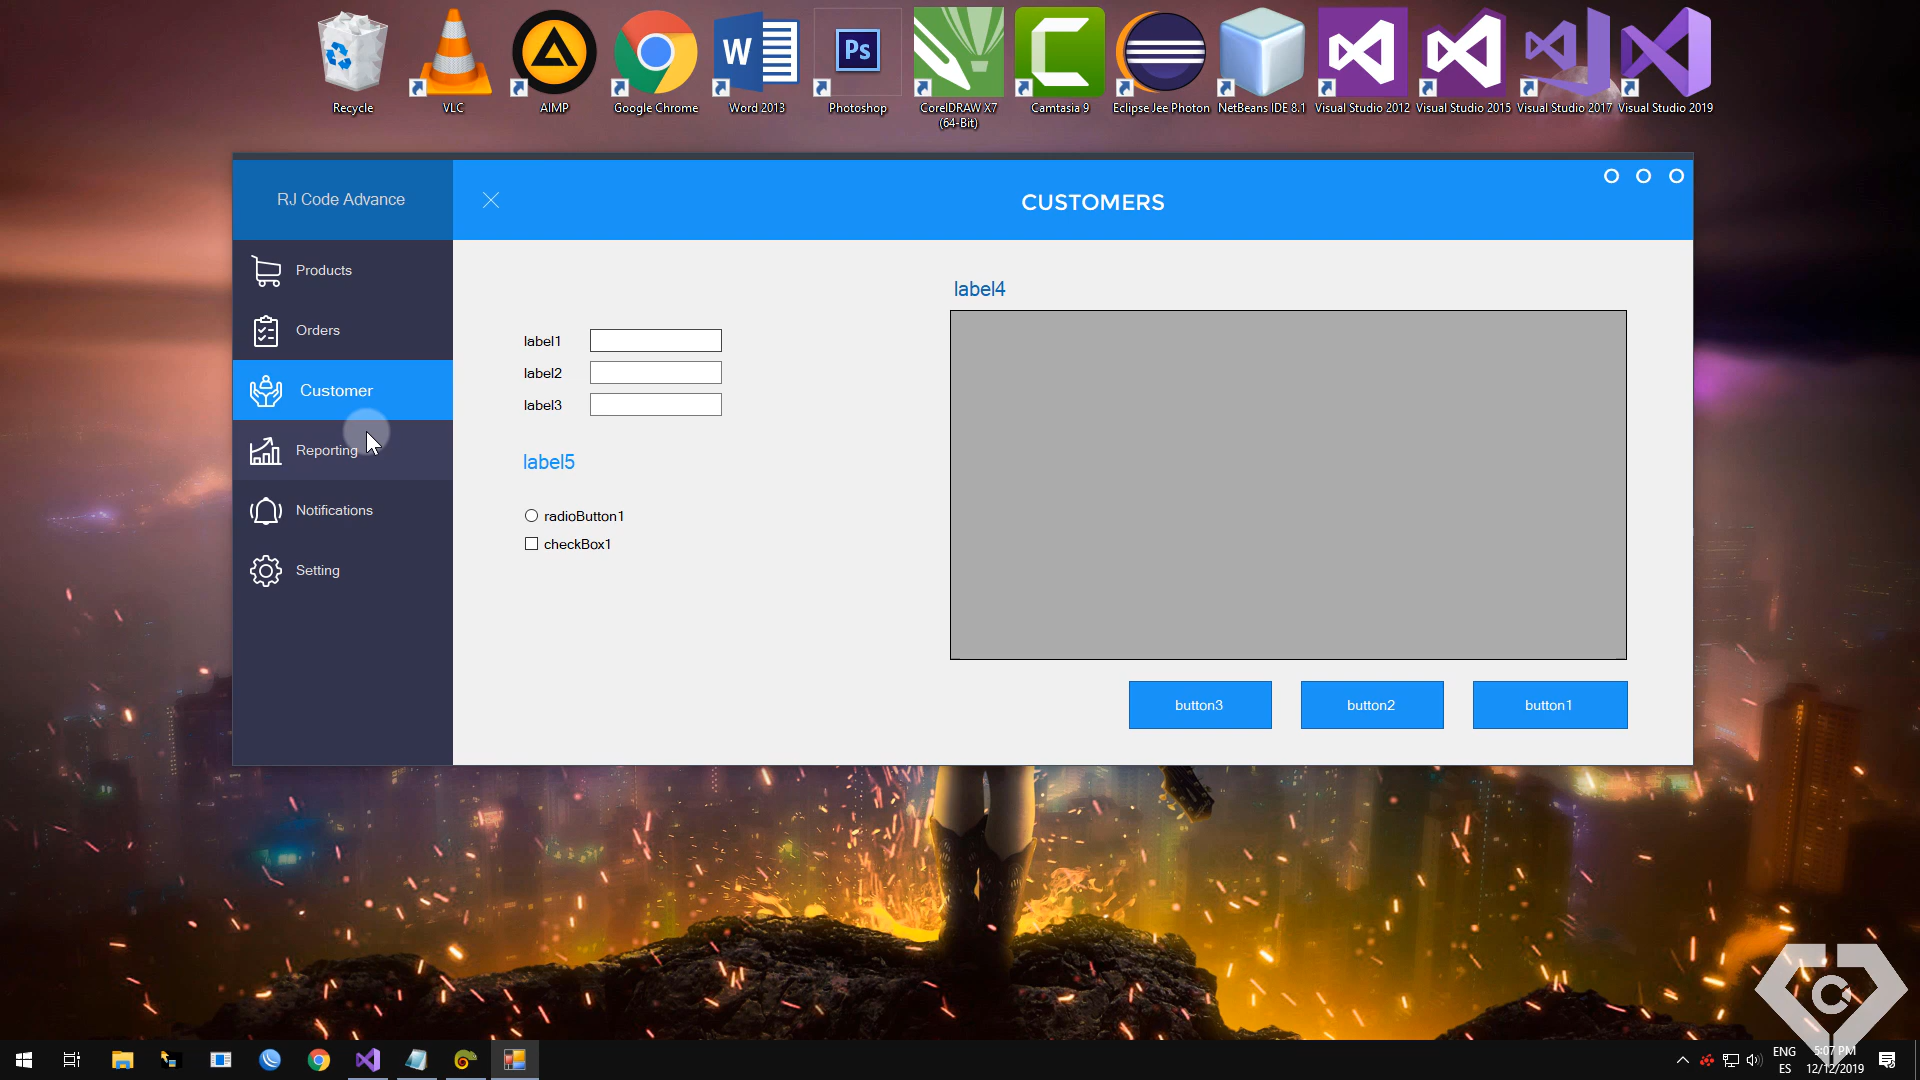 Recycle
VLC
AIMP
Google Chrome
W
Word 2013
Ps
Photoshop
CorelDRAW X7
(64-Bit)
Camtasia 9
Eclipse Jee Photon
NetBeans IDE 8.1
Visual Studio 2012
Visual Studio 2015
Visual Studio 2017
Visual Studio 2019
RJ Code Advance
CUSTOMERS
Products
Orders
Customer
Reporting
Notifications
Setting
label1
label2
label3
label5
radioButton1
checkBox1
label4
button3
button2
button1
ENG
ES
5:07 PM
12/12/2019